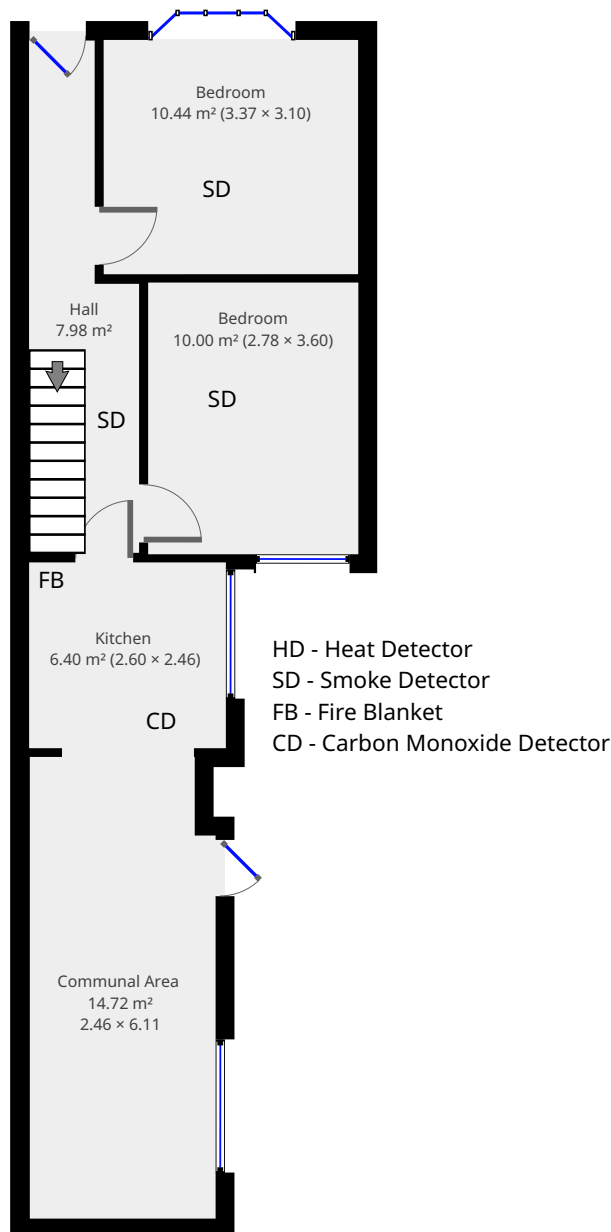 Bedroom
10.44 m² (3.37 × 3.10)
SD
Hall
7.98 m²
Bedroom
10.00 m² (2.78 × 3.60)
SD
SD
FB
Kitchen
6.40 m² (2.60 × 2.46)
CD
HD - Heat Detector
SD - Smoke Detector
FB - Fire Blanket
CD - Carbon Monoxide Detector
Communal Area
14.72 m²
2.46 × 6.11